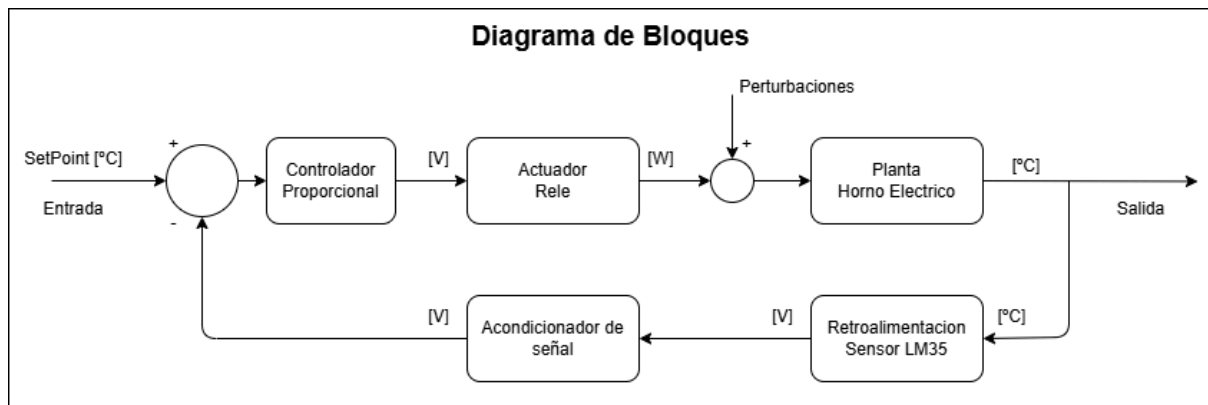 Diagrama de Bloques
Perturbaciones
SetPoint [ºC]
+
Controlador
Proporcional
[V]
Actuador
Rele
[W]
+
Planta
Horno Electrico
[ºC]
Entrada
-
Salida
[V]
Acondicionador de
señal
[V]
Retroalimentacion
Sensor LM35
[ºC]